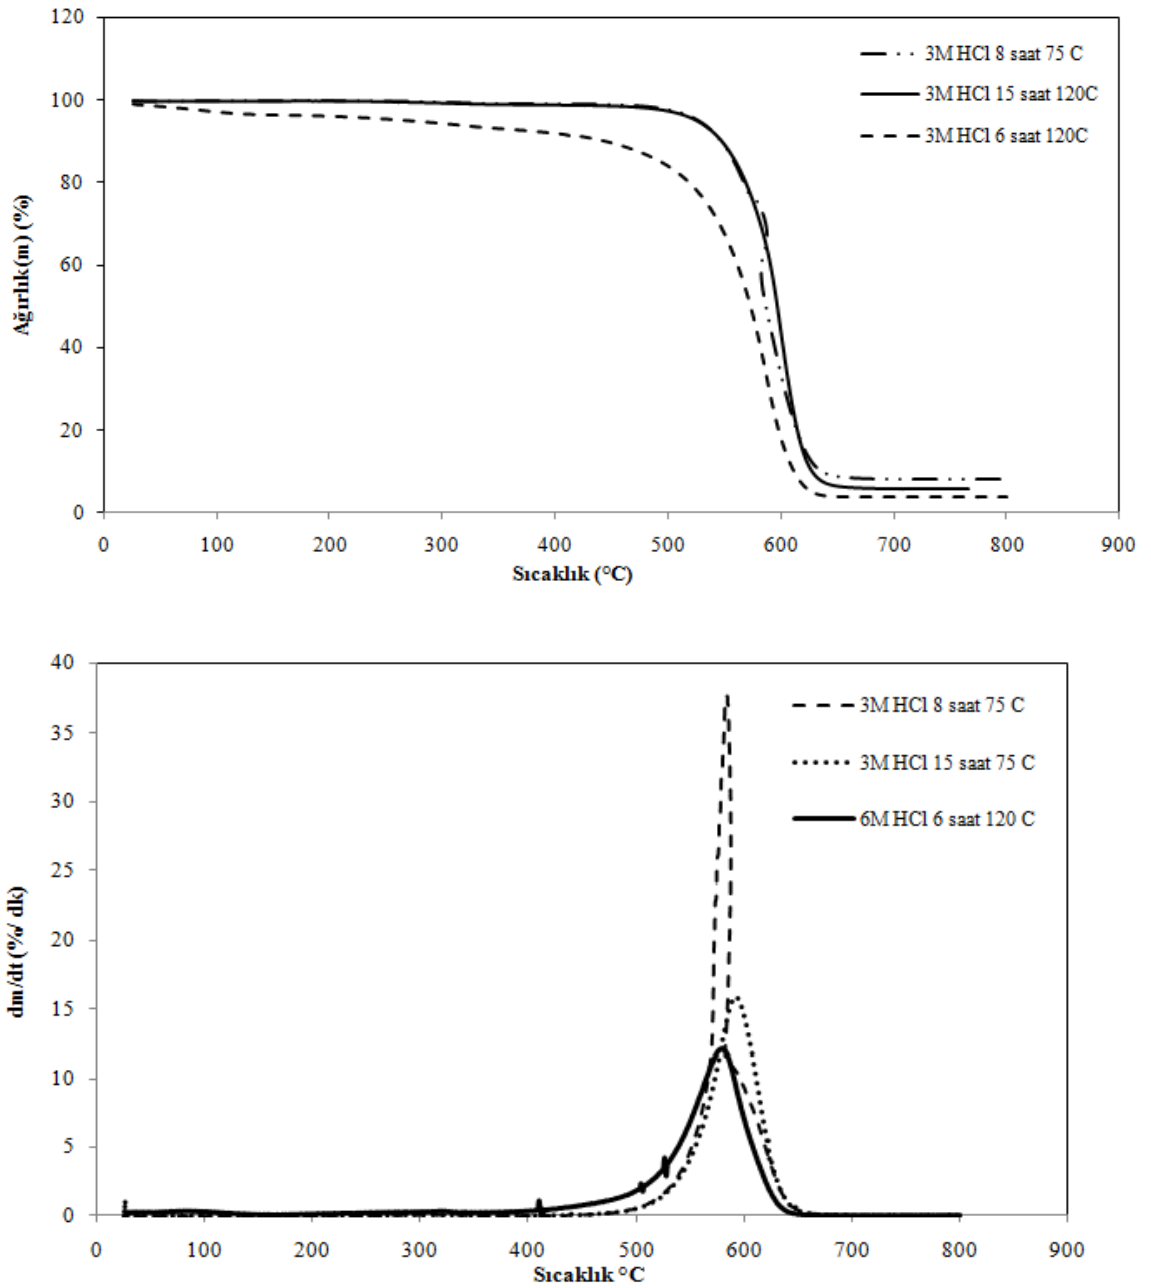 120
100
80
60
40
20
0
Ağırlık(m) (%)
3M HCl 8 saat 75 C
3M HCl 15 saat 120C
3M HCl 6 saat 120C
0 100 200 300 400 500 600 700 800 900
Sıcaklık (°C)
40
35
30
25
20
15
10
5
0
dm/dt (%/ dk)
3M HCl 8 saat 75 C
3M HCl 15 saat 75 C
6M HCl 6 saat 120 C
0 100 200 300 400 500 600 700 800 900
Sıcaklık °C